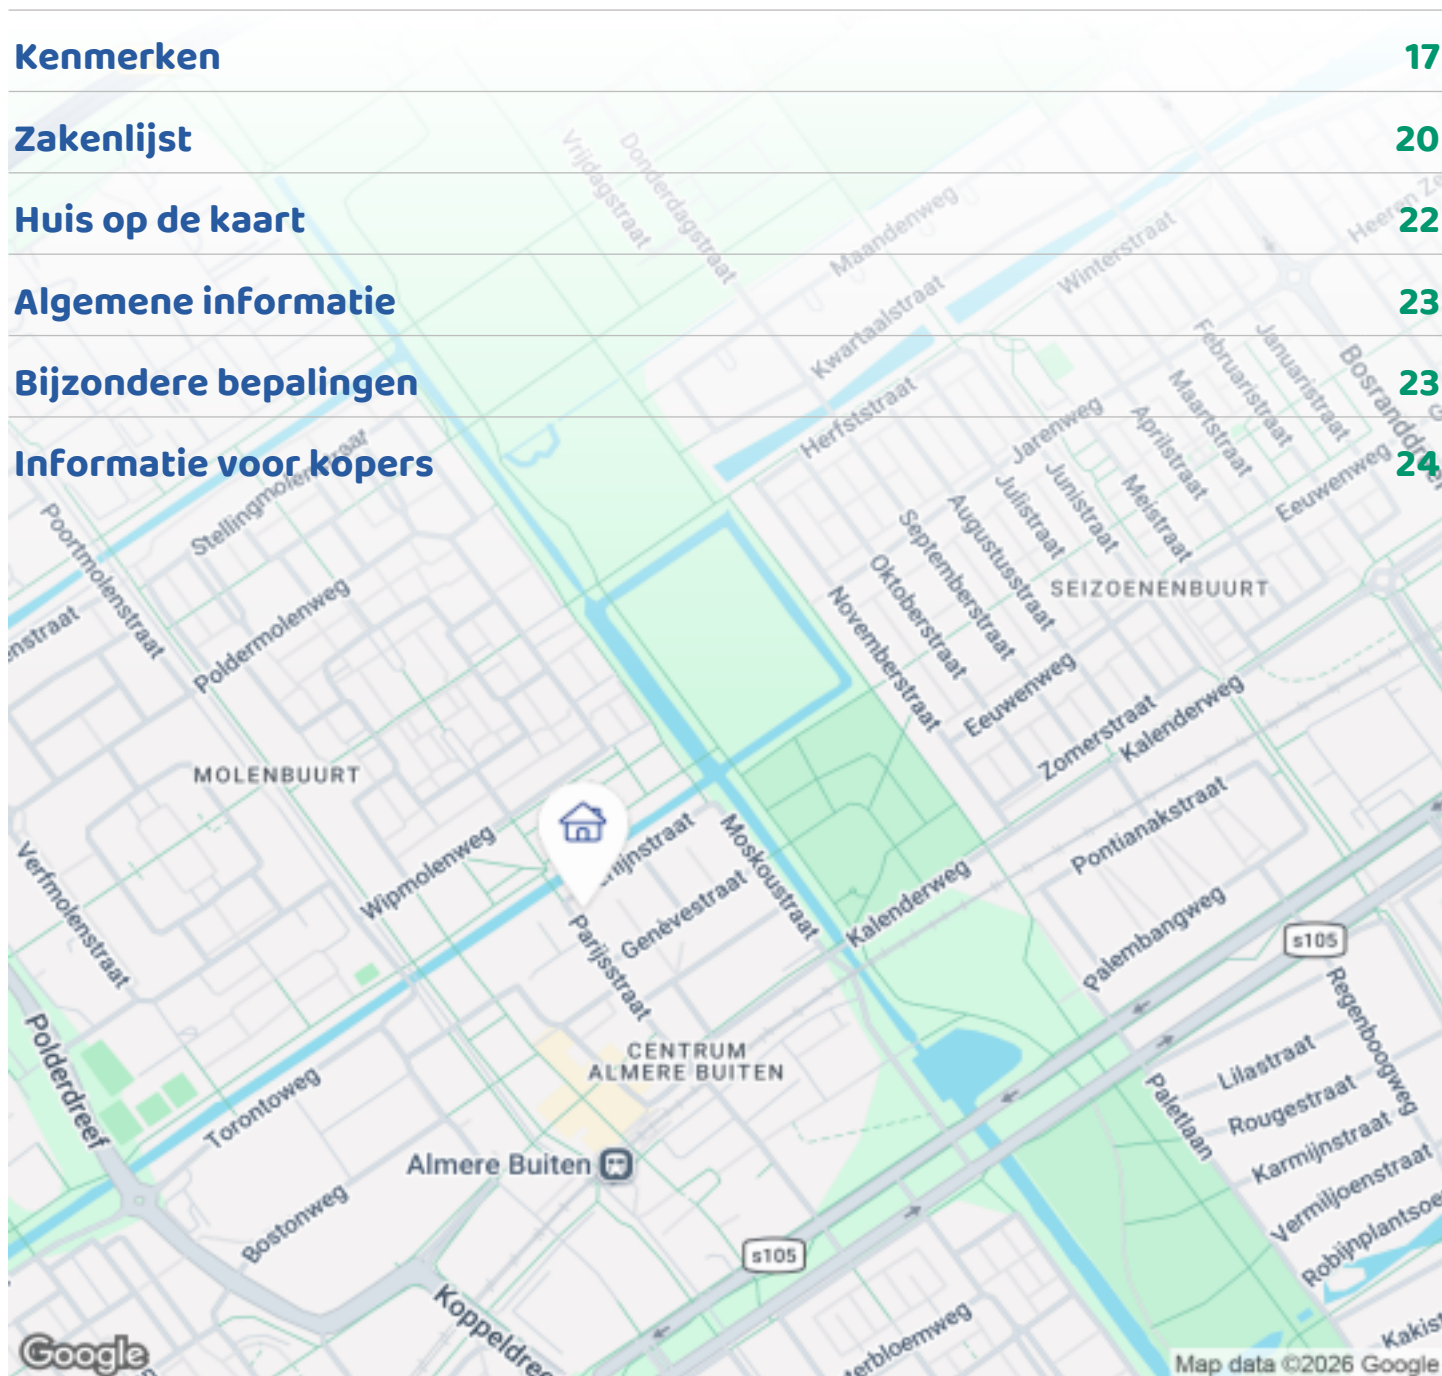 Kenmerken 17
Zakenlijst 20
Huis op de kaart 22
Algemene informatie 23
Bijzondere bepalingen 23
Informatie voor kopers 24
Vrijdagstraat
Donderdagstraat
Maandenweg
Winterstraat
Kwartaalstraat
Herfststraat
Februaristraat
Januaristraat
Maartstraat
Aprilstraat
Jarenweg
Junistraat
Meistraat
Julistraat
Augustusstraat
Septemberstraat
Oktoberstraat
Novemberstraat
Eeuwenweg
SEIZOENENBUURT
Stellingmolenstraat
Poortmolenstraat
Poldermolenweg
Eeuwenweg
Zomerstraat
Kalenderweg
MOLENBUURT
Pontianakstraat
Wipmolenweg
Moskoustraat
Genèvestraat
Parijsstraat
Kalenderweg
Palembangweg
Verfmolenstraat
s105
Regenboogweg
Polderdreef
CENTRUM
ALMERE BUITEN
Lilastraat
Rougestraat
Paletlaan
Karmijnstraat
Torontoweg
Almere Buiten
Vermiljoenstraat
Bostonweg
s105
Google
Map data ©2026 Google